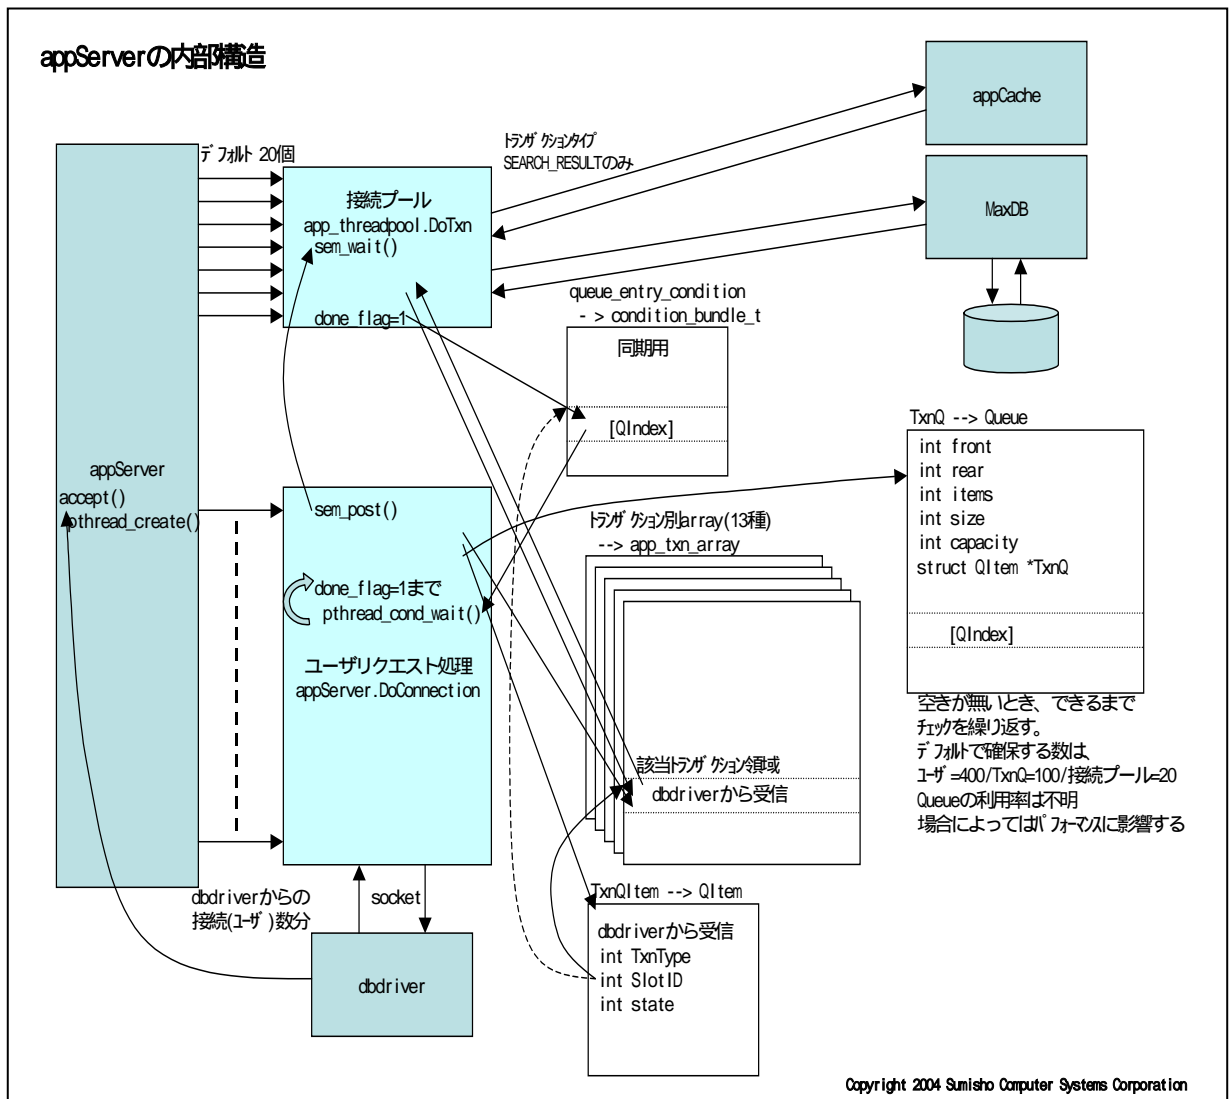 appServerの内部構造
appCache
デフォルト 20個
トランザクションタイプ
SEARCH_RESULTのみ
接続プール
app_threadpool.DoTxn
sem_wait()
done_flag=1
MaxDB
queue_entry_condition
- > condition_bundle_t
同期用
[QIndex]
TxnQ --> Queue
int front
int rear
int items
int size
int capacity
struct QItem *TxnQ
[QIndex]
appServer
accept()
pthread_create()
sem_post()
done_flag=1まで
pthread_cond_wait()
ユーザリクエスト処理
appServer.DoConnection
トランザクション別array(13種)
--> app_txn_array
該当トランザクション領域
dbdriverから受信
空きが無いとき、できるまで
チェックを繰り返す。
デフォルトで確保する数は、
ユーザ=400/TxnQ=100/接続プール=20
Queueの利用率は不明
場合によってはパフォーマンスに影響する
dbdriverからの
接続(ユーザ)数分
socket
dbdriver
TxnQItem --> QItem
dbdriverから受信
int TxnType
int SlotID
int state
Copyright 2004 Sumisho Computer Systems Corporation